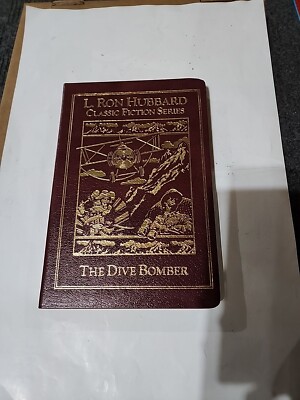 L. RON HUBBARD
CLASSIC FICTION SERIES
THE DIVE BOMBER